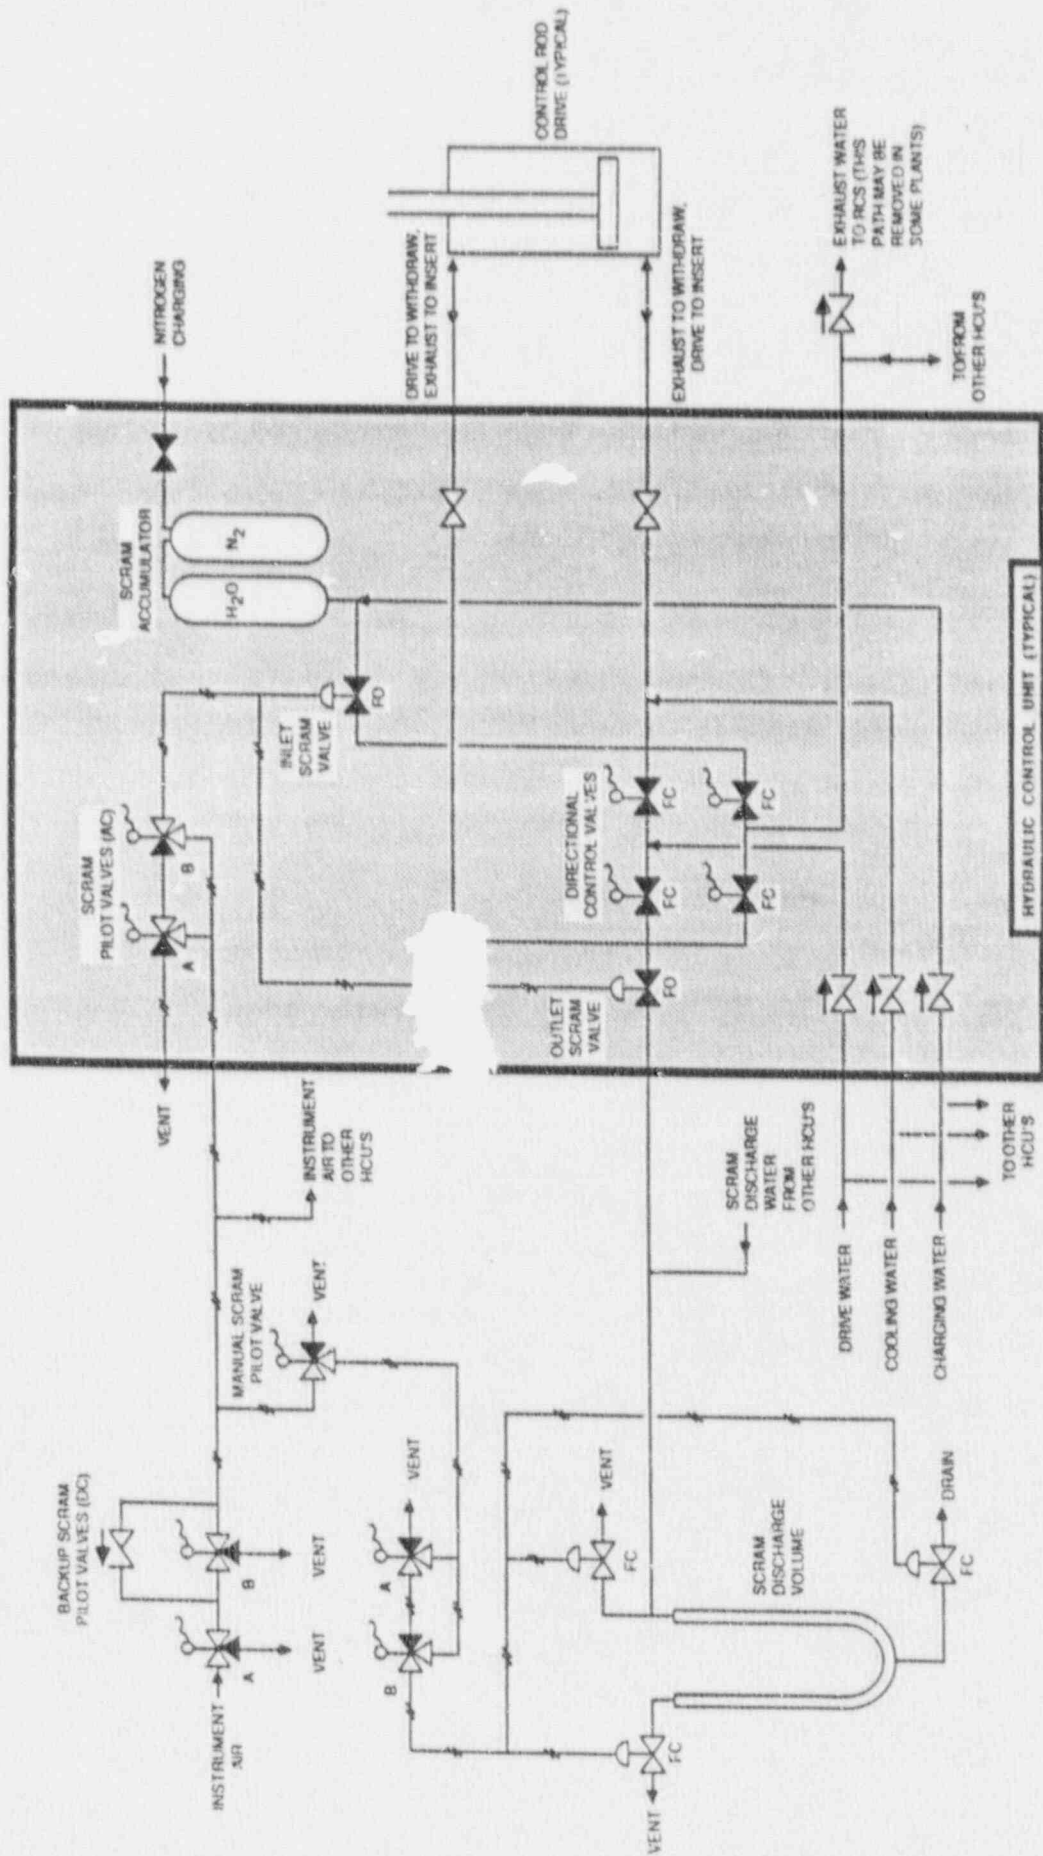 BACKUP SCRAM
PILOT VALVES (DC)
INSTRUMENT
AIR
A
B
VENT
VENT
MANUAL SCRAM
PILOT VALVE
VENT
INSTRUMENT
AIR TO
OTHER
HCU'S
VENT
SCRAM
PILOT VALVES (AC)
A
B
SCRAM
ACCUMULATOR
H2O
N2
NITROGEN
CHARGING
INLET
SCRAM
VALVE
FO
DRIVE TO WITHDRAW,
EXHAUST TO INSERT
CONTROL ROD
DRIVE (TYPICAL)
B
A
VENT
VENT
FC
VENT
FC
SCRAM
DISCHARGE
VOLUME
DRAIN
FC
SCRAM
DISCHARGE
WATER
FROM
OTHER HCU'S
OUTLET
SCRAM
VALVE
FO
DIRECTIONAL
CONTROL VALVES
FC
FC
FC
FC
EXHAUST TO WITHDRAW,
DRIVE TO INSERT
DRIVE WATER
COOLING WATER
CHARGING WATER
TO OTHER
HCU'S
EXHAUST WATER
TO RCS (THIS
PATH MAY BE
REMOVED IN
SOME PLANTS)
TO/FROM
OTHER HCU'S
HYDRAULIC CONTROL UNIT (TYPICAL)